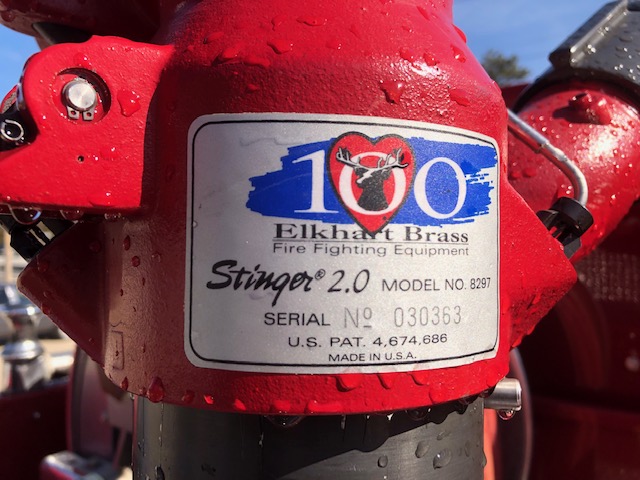 100
Elkhart Brass
Fire Fighting Equipment
Stinger® 2.0 MODEL NO. 8297
SERIAL Nº 030363
U.S. PAT. 4,674,686
MADE IN U.S.A.